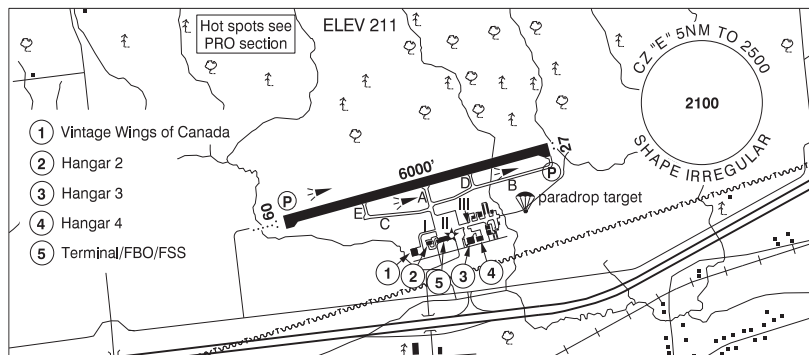 Hot spots see
PRO section
ELEV 211
CZ "E" 5NM TO 2500
2100
SHAPE IRREGULAR
1 Vintage Wings of Canada
2 Hangar 2
3 Hangar 3
4 Hangar 4
5 Terminal/FBO/FSS
6000'
27
09
P
P
A
D
B
E
C
I
II
III
paradrop target
1
2
5
3
4